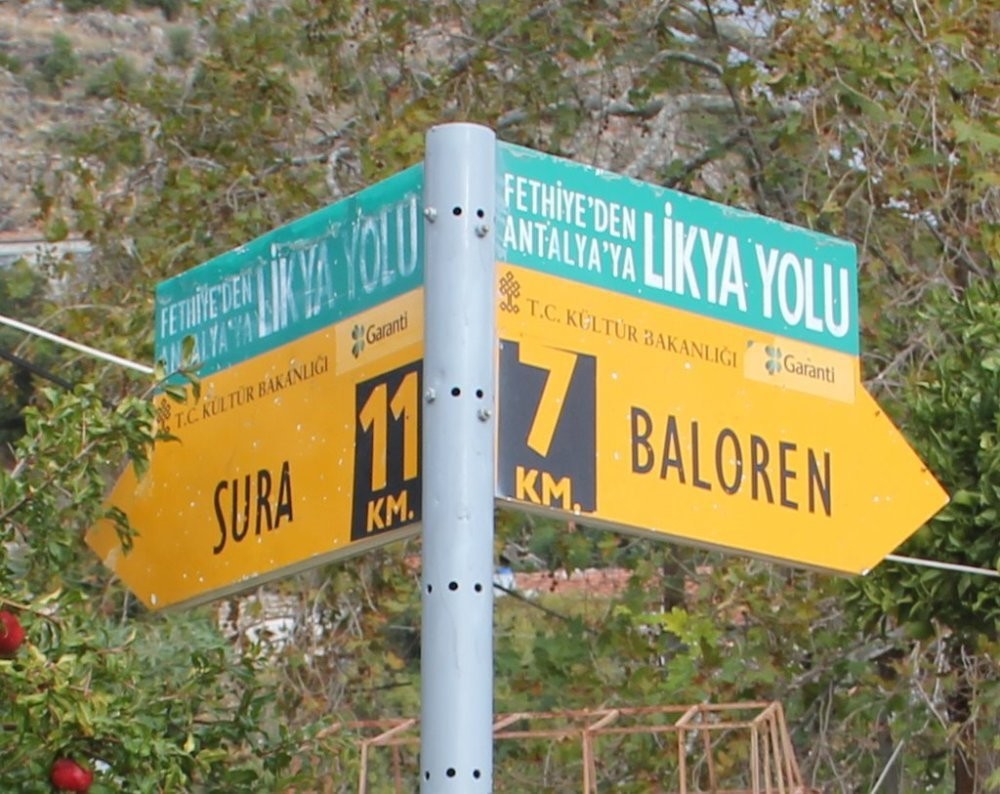 FETHİYE'DEN
ANTALYA'YA
LİKYA YOLU
T.C. KÜLTÜR BAKANLIĞI
Garanti
SURA
11
KM.
FETHİYE'DEN
ANTALYA'YA
LİKYA YOLU
T.C. KÜLTÜR BAKANLIĞI
Garanti
7
KM.
BALOREN